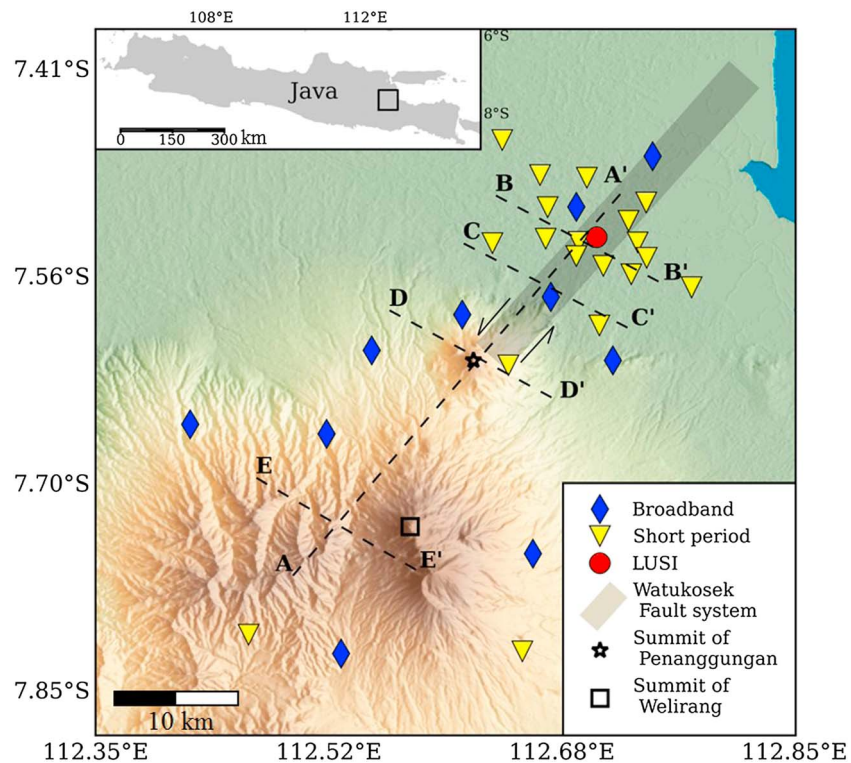 108°E 112°E
6°S
7.41°S
Java
8°S
0 150 300 km
A'
B
C
7.56°S
B'
D
C'
D'
E
7.70°S
Broadband
Short period
A
E'
LUSI
Watukosek
Fault system
Summit of
Penanggungan
Summit of
Welirang
7.85°S
10 km
112.35°E 112.52°E 112.68°E 112.85°E